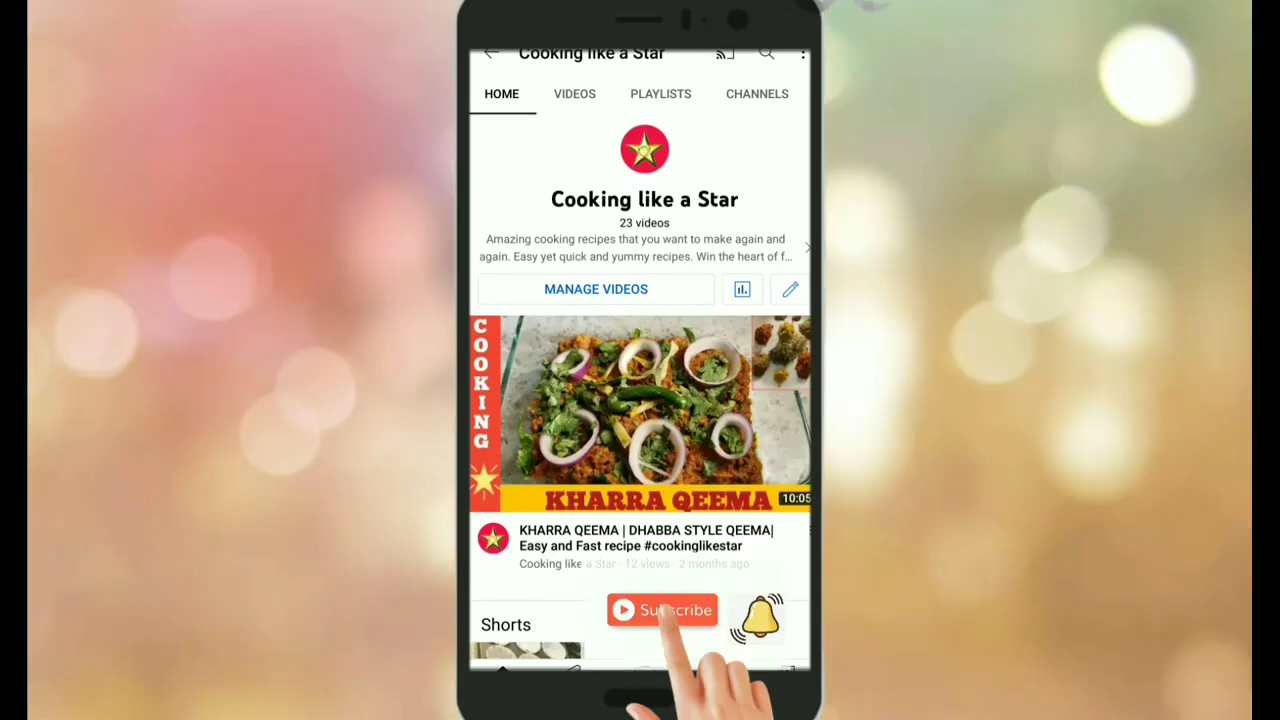 Cooking like a Star
HOME VIDEOS PLAYLISTS CHANNELS
Cooking like a Star
23 videos
Amazing cooking recipes that you want to make again and
again. Easy yet quick and yummy recipes. Win the heart of f...
MANAGE VIDEOS
COOKING
KHARRA QEEMA
10:05
KHARRA QEEMA | DHABBA STYLE QEEMA|
Easy and Fast recipe #cookinglikestar
Cooking like a Star · 12 views · 2 months ago
Subscribe
Shorts